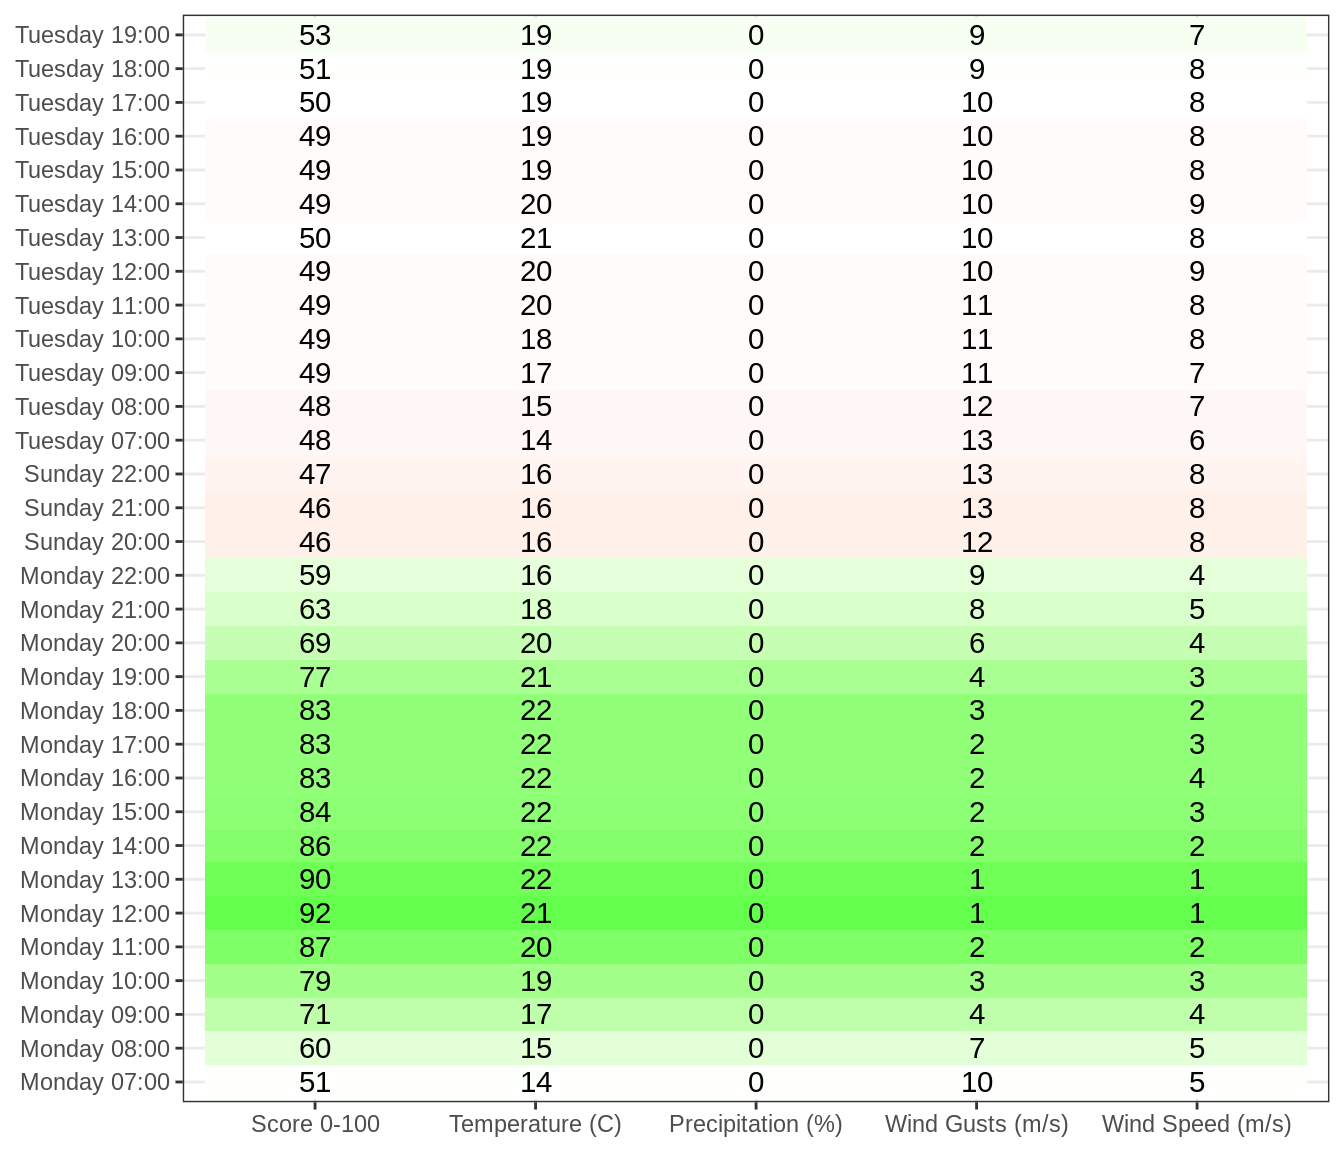 Tuesday 19:00 53 19 0 9 7
Tuesday 18:00 51 19 0 9 8
Tuesday 17:00 50 19 0 10 8
Tuesday 16:00 49 19 0 10 8
Tuesday 15:00 49 19 0 10 8
Tuesday 14:00 49 20 0 10 9
Tuesday 13:00 50 21 0 10 8
Tuesday 12:00 49 20 0 10 9
Tuesday 11:00 49 20 0 11 8
Tuesday 10:00 49 18 0 11 8
Tuesday 09:00 49 17 0 11 7
Tuesday 08:00 48 15 0 12 7
Tuesday 07:00 48 14 0 13 6
Sunday 22:00 47 16 0 13 8
Sunday 21:00 46 16 0 13 8
Sunday 20:00 46 16 0 12 8
Monday 22:00 59 16 0 9 4
Monday 21:00 63 18 0 8 5
Monday 20:00 69 20 0 6 4
Monday 19:00 77 21 0 4 3
Monday 18:00 83 22 0 3 2
Monday 17:00 83 22 0 2 3
Monday 16:00 83 22 0 2 4
Monday 15:00 84 22 0 2 3
Monday 14:00 86 22 0 2 2
Monday 13:00 90 22 0 1 1
Monday 12:00 92 21 0 1 1
Monday 11:00 87 20 0 2 2
Monday 10:00 79 19 0 3 3
Monday 09:00 71 17 0 4 4
Monday 08:00 60 15 0 7 5
Monday 07:00 51 14 0 10 5
Score 0-100 Temperature (C) Precipitation (%) Wind Gusts (m/s) Wind Speed (m/s)